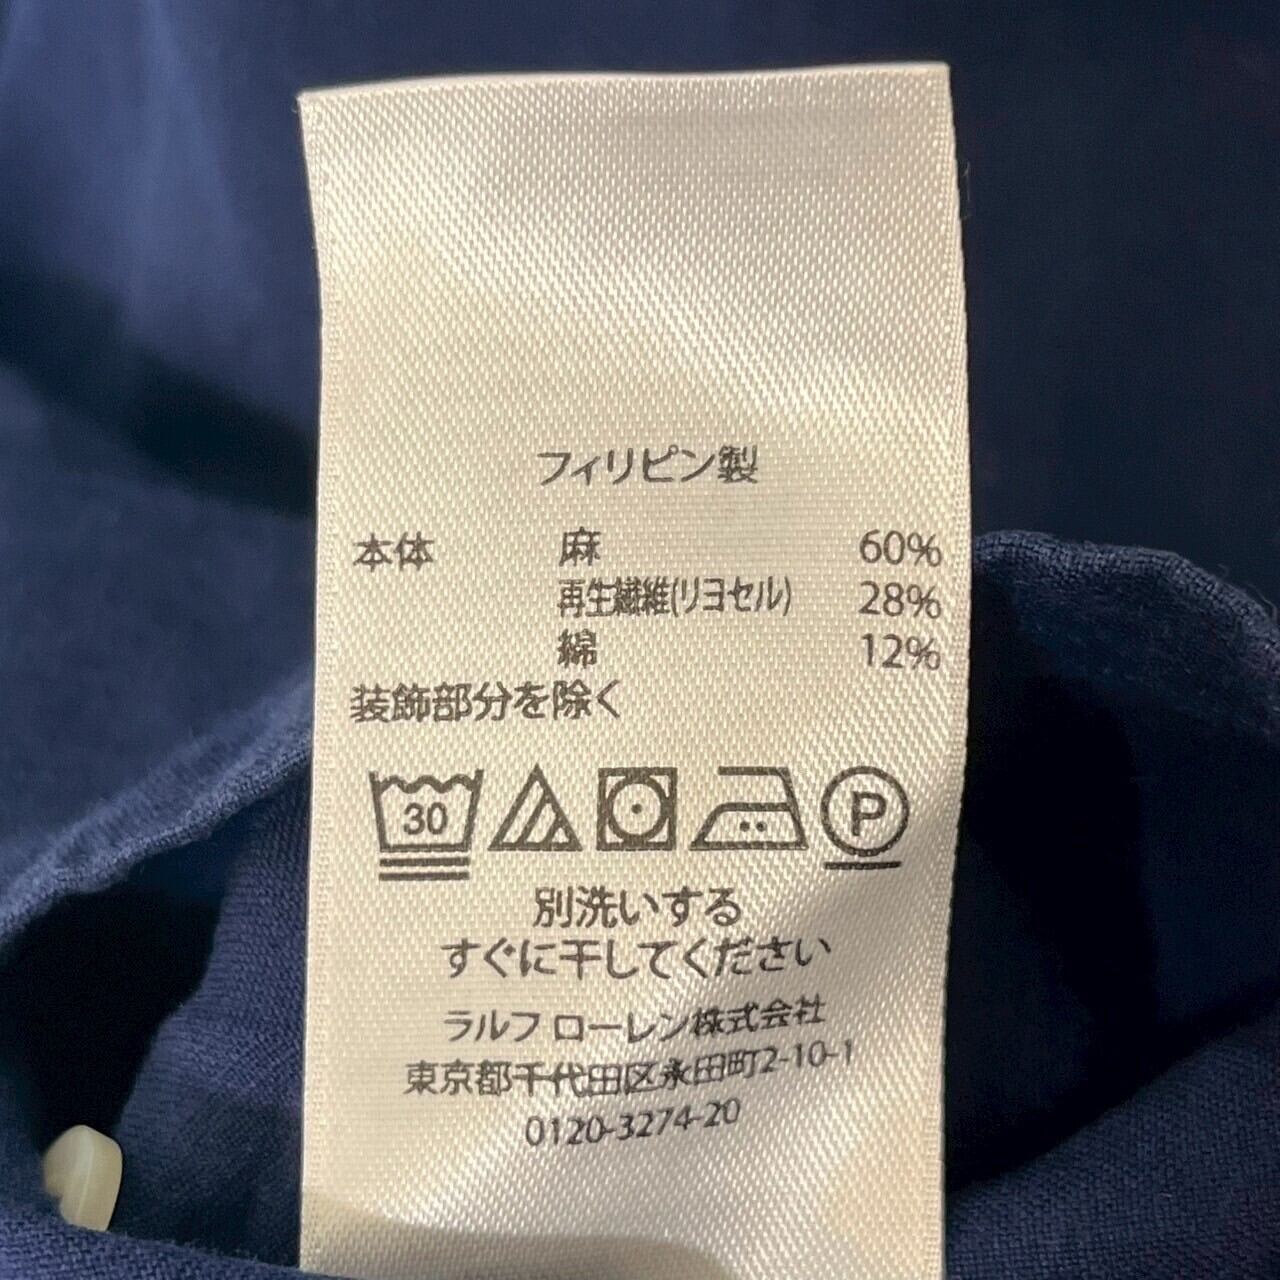 フィリピン製
本体 麻 60%
再生繊維(リヨセル) 28%
綿 12%
装飾部分を除く
30 P
別洗いする
すぐに干してください
ラルフ ローレン株式会社
東京都千代田区永田町2-10-1
0120-3274-20